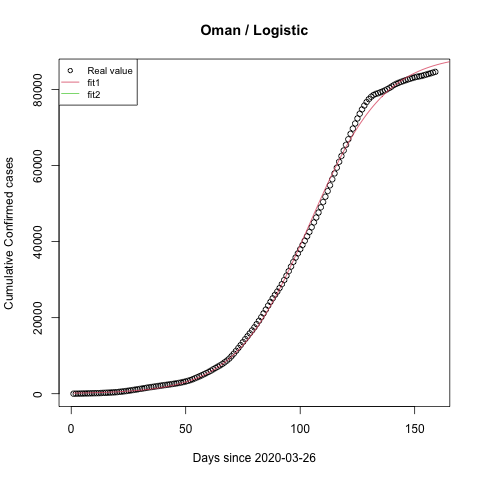 Oman / Logistic
Real value
fit1
fit2
Cumulative Confirmed cases
80000
60000
40000
20000
0
0 50 100 150
Days since 2020-03-26